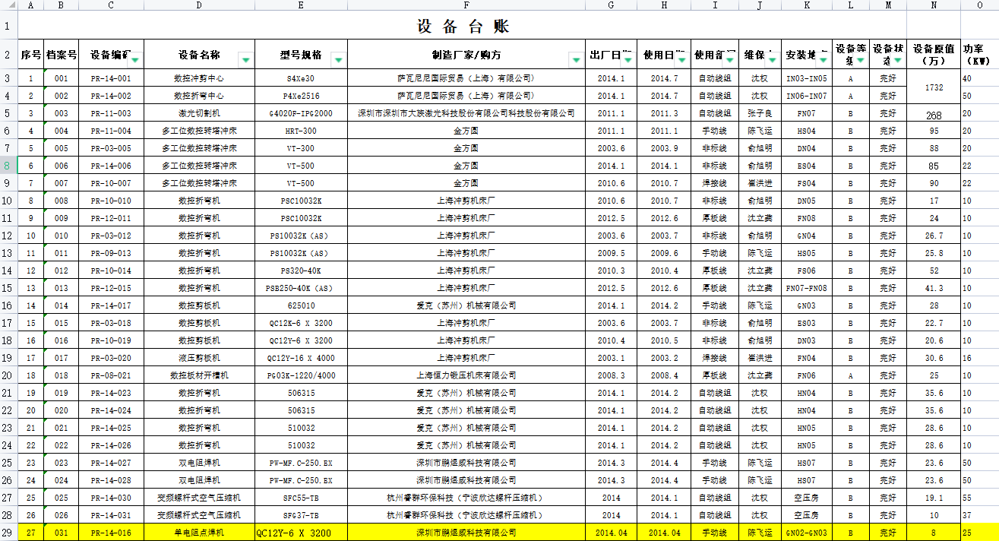 A B C D E F G H I J K L M N O
1 设 备 台 账
2 序号 档案号 设备编码 设备名称 型号规格 制造厂家/购方 出厂日 使用日 使用部 维保 安装地 设备等级 设备状态 设备原值（万） 功率（KW）
3 1 001 PR-14-001 数控冲剪中心 S4Xe30 萨瓦尼尼国际贸易（上海）有限公司) 2014.1 2014.7 自动线组 沈权 IN03-IN05 A 完好 1732 40
4 2 002 PR-14-002 数控折弯中心 P4Xe2516 萨瓦尼尼国际贸易（上海）有限公司) 2014.1 2014.7 自动线组 沈权 IN06-IN07 A 完好 50
5 3 003 PR-11-003 激光切割机 G4020F-IPG2000 深圳市深圳市大族激光科技股份有限公司科技股份有限公司 2011.1 2011.3 自动线组 张子良 FN07 B 完好 268 20
6 4 004 PR-11-004 多工位数控转塔冲床 HRT-300 金方圆 2011.1 2011.1 手动线 陈飞运 HS04 B 完好 95 20
7 5 005 PR-03-005 多工位数控转塔冲床 VT-300 金方圆 2003.6 2003.9 非标线 俞旭明 DN04 B 完好 88 20
8 6 006 PR-14-006 多工位数控转塔冲床 VT-500 金方圆 2014.1 2014.1 非标线 俞旭明 ES04 B 完好 85 22
9 7 007 PR-10-007 多工位数控转塔冲床 VT-500 金方圆 2010.6 2010.7 焊接线 崔洪进 FS04 B 完好 90 22
10 8 008 PR-10-010 数控折弯机 PSC10032K 上海冲剪机床厂 2010.6 2010.7 非标线 俞旭明 DN05 B 完好 17 10
11 9 009 PR-12-011 数控折弯机 PSC10032K 上海冲剪机床厂 2012.5 2012.6 厚板线 沈立龚 FN08 B 完好 24 10
12 10 010 PR-03-012 数控折弯机 PS10032K（AS） 上海冲剪机床厂 2003.6 2003.7 非标线 俞旭明 GN04 B 完好 26.7 10
13 11 011 PR-09-013 数控折弯机 PS10032K（AS） 上海冲剪机床厂 2009.5 2009.6 手动线 陈飞运 HS05 B 完好 25.8 10
14 12 012 PR-10-014 数控折弯机 PS320-40K 上海冲剪机床厂 2010.3 2010.4 厚板线 沈立龚 FS06 B 完好 52 10
15 13 013 PR-12-015 数控折弯机 PSB250-40K（AS） 上海冲剪机床厂 2012.5 2012.6 厚板线 沈立龚 FN07-FN08 B 完好 41.3 10
16 14 014 PR-14-017 数控剪板机 625010 爱克（苏州）机械有限公司 2014.1 2014.2 手动线 陈飞运 GN03 B 完好 28 10
17 15 015 PR-03-018 数控剪板机 QC12K-6 X 3200 上海冲剪机床厂 2003.6 2003.7 非标线 俞旭明 ES03 B 完好 22.7 10
18 16 016 PR-10-019 数控剪板机 QC12Y-6 X 3200 上海冲剪机床厂 2010.4 2010.5 非标线 俞旭明 DN03 B 完好 20.6 10
19 17 017 PR-03-020 液压剪板机 QC12Y-16 X 4000 上海冲剪机床厂 2003.1 2003.2 焊接线 崔洪进 FN04 B 完好 30.6 16
20 18 018 PR-08-021 数控板材开槽机 PG03K-1220/4000 上海恒力锻压机床有限公司 2008.3 2008.4 厚板线 沈立龚 FN06 A 完好 25 10
21 19 019 PR-14-023 数控折弯机 506315 爱克（苏州）机械有限公司 2014.1 2014.2 自动线组 沈权 HN04 B 完好 35.6 10
22 20 020 PR-14-024 数控折弯机 506315 爱克（苏州）机械有限公司 2014.1 2014.2 自动线组 沈权 HN04 B 完好 35.6 10
23 21 021 PR-14-025 数控折弯机 510032 爱克（苏州）机械有限公司 2014.1 2014.2 自动线组 沈权 HN05 B 完好 28.6 10
24 22 022 PR-14-026 数控折弯机 510032 爱克（苏州）机械有限公司 2014.1 2014.2 自动线组 沈权 HN05 B 完好 28.6 10
25 23 023 PR-14-027 双电阻焊机 PW-MF.C-250.EX 深圳市鹏煜威科技有限公司 2014.3 2014.4 手动线 陈飞运 HS07 B 完好 23.6 50
26 24 024 PR-14-028 双电阻焊机 PW-MF.C-250.EX 深圳市鹏煜威科技有限公司 2014.3 2014.4 手动线 陈飞运 HS07 B 完好 23.6 50
27 25 025 PR-14-030 变频螺杆式空气压缩机 SFC55-TB 杭州睿群环保科技（宁波欣达螺杆压缩机） 2014 2014.1 自动线组 沈权 空压房 B 完好 19.1 55
28 26 026 PR-14-031 变频螺杆式空气压缩机 SFG37-TB 杭州睿群环保科技（宁波欣达螺杆压缩机） 2014 2014.1 自动线组 沈权 空压房 B 完好 10 37
29 27 031 PR-14-016 单电阻点焊机 QC12Y-6 X 3200 深圳市鹏煜威科技有限公司 2014.04 2014.04 手动线 陈飞运 GN02-GN03 B 完好 8 25